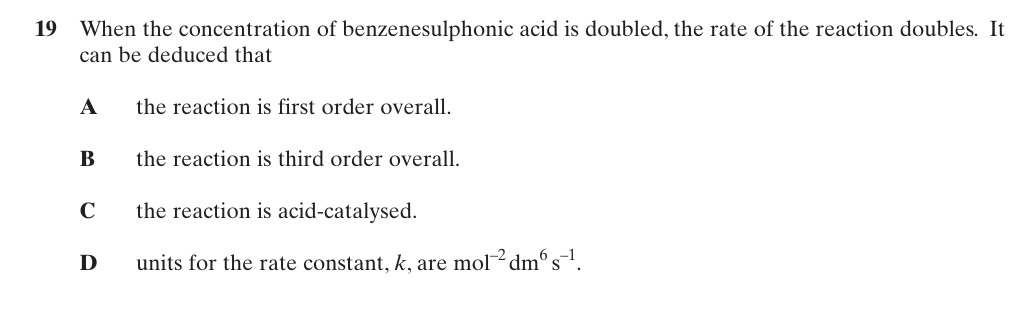 19 When the concentration of benzenesulphonic acid is doubled, the rate of the reaction doubles. It
can be deduced that
A the reaction is first order overall.
B the reaction is third order overall.
C the reaction is acid-catalysed.
D units for the rate constant, k, are mol⁻² dm⁶ s⁻¹.